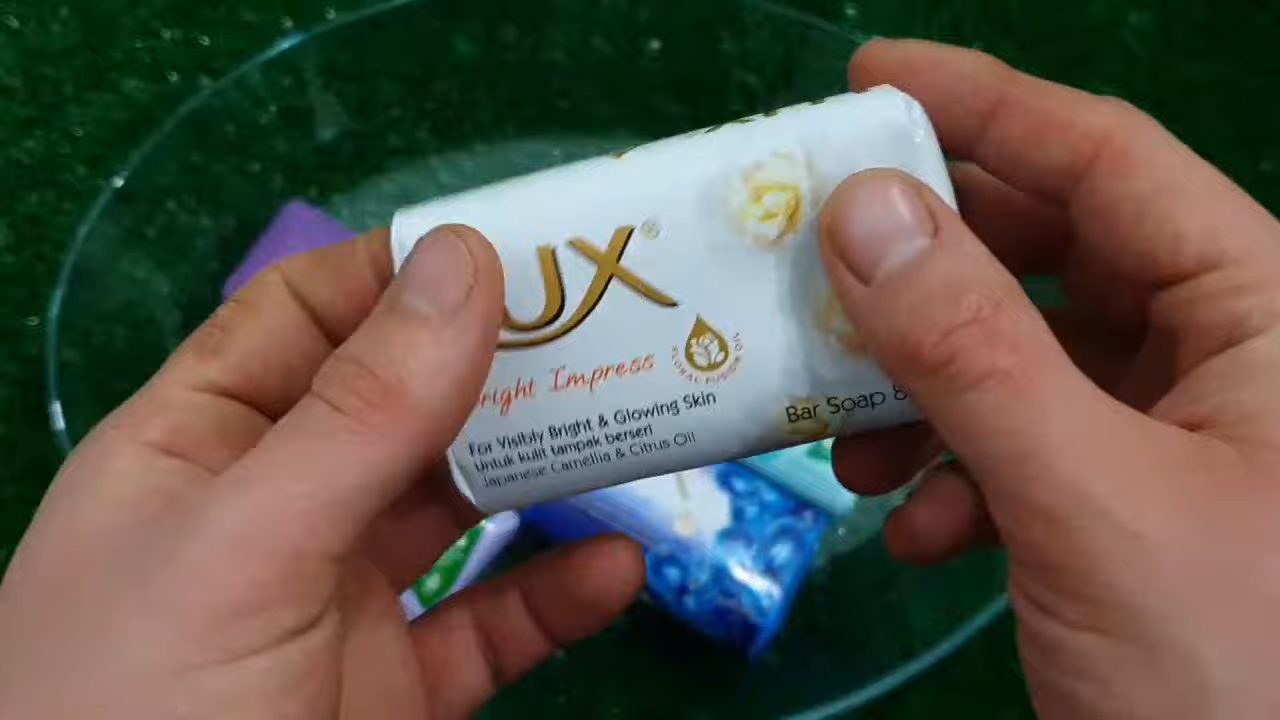 UX®
right Impress
FLORAL FUSION OIL
For Visibly Bright & Glowing Skin
Untuk kulit tampak berseri
Japanese Camellia & Citrus Oil
Bar Soap 8